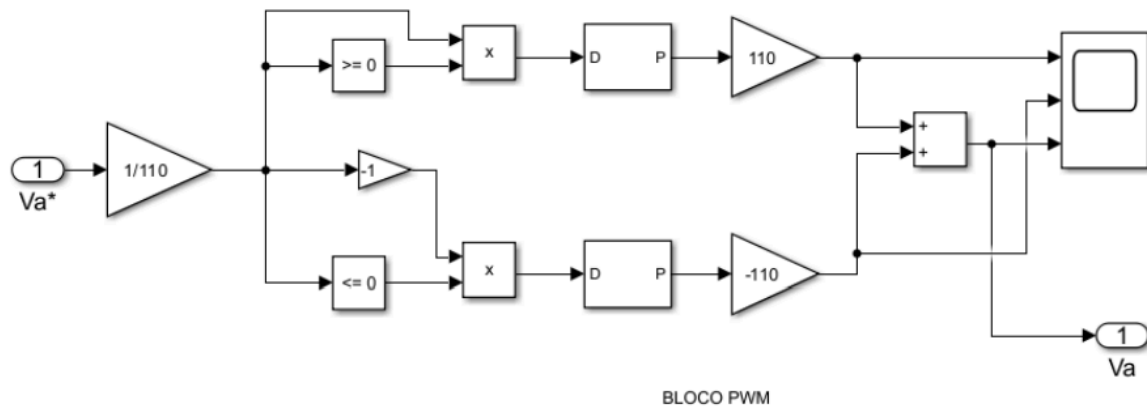 x
>= 0
D
P
110
+
+
1
Va*
1/110
-1
<= 0
x
D
P
-110
1
Va
BLOCO PWM